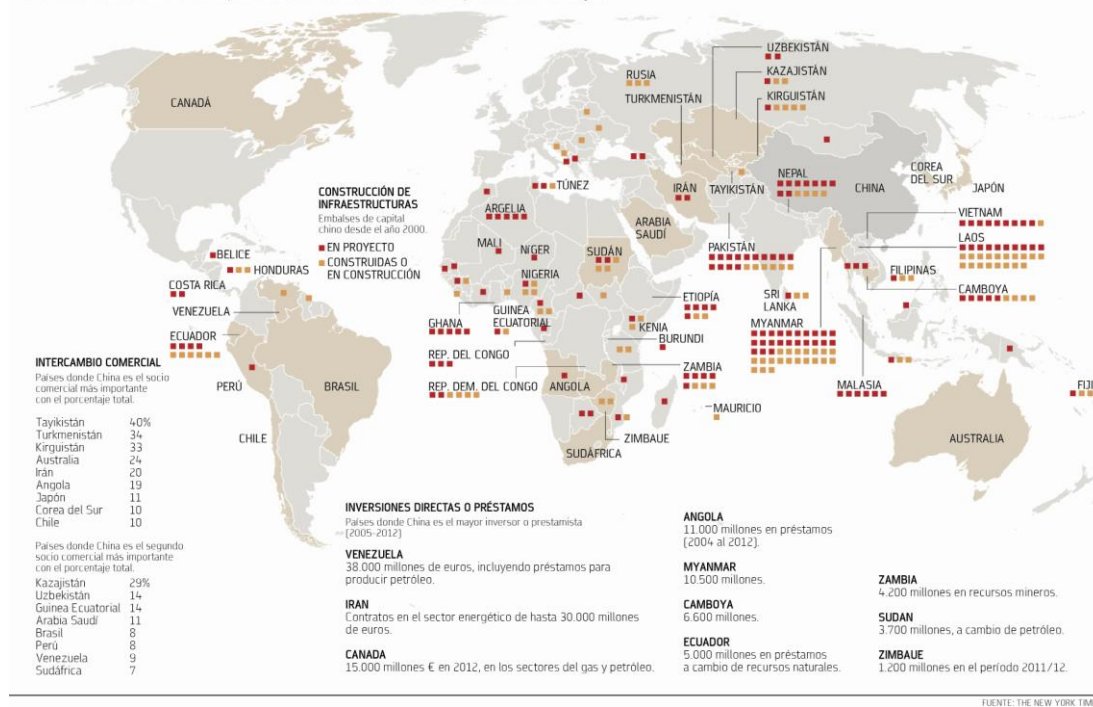 UZBEKISTÁN
RUSIA
KAZAJISTÁN
TURKMENISTÁN
KIRGUISTÁN
CANADÁ
CONSTRUCCIÓN DE
INFRAESTRUCTURAS
Embalses de capital
chino desde el año 2000.
EN PROYECTO
CONSTRUIDAS O
EN CONSTRUCCIÓN
TÚNEZ
ARGELIA
MALI
NÍGER
NIGERIA
SUDÁN
ARABIA
SAUDÍ
IRÁN
TAYIKISTÁN
NEPAL
CHINA
COREA
DEL SUR
JAPÓN
VIETNAM
LAOS
PAKISTÁN
FILIPINAS
CAMBOYA
BELICE
HONDURAS
COSTA RICA
VENEZUELA
ECUADOR
PERÚ
BRASIL
CHILE
GHANA
GUINEA
ECUATORIAL
ETIOPÍA
KENIA
BURUNDI
SRI
LANKA
MYANMAR
REP. DEL CONGO
REP. DEM. DEL CONGO
ANGOLA
ZAMBIA
MAURICIO
ZIMBAUE
SUDÁFRICA
MALASIA
FIJI
AUSTRALIA
INTERCAMBIO COMERCIAL
Países donde China es el socio
comercial más importante
con el porcentaje total.
Tayikistán 40%
Turkmenistán 34
Kirguistán 33
Australia 24
Irán 20
Angola 19
Japón 11
Corea del Sur 10
Chile 10
Países donde China es el segundo
socio comercial más importante
con el porcentaje total.
Kazajistán 29%
Uzbekistán 14
Guinea Ecuatorial 14
Arabia Saudí 11
Brasil 8
Perú 8
Venezuela 9
Sudáfrica 7
INVERSIONES DIRECTAS O PRÉSTAMOS
Países donde China es el mayor inversor o prestamista
(2005-2012)
VENEZUELA
38.000 millones de euros, incluyendo préstamos para
producir petróleo.
IRAN
Contratos en el sector energético de hasta 30.000 millones
de euros.
CANADA
15.000 millones € en 2012, en los sectores del gas y petróleo.
ANGOLA
11.000 millones en préstamos
(2004 al 2012).
MYANMAR
10.500 millones.
CAMBOYA
6.600 millones.
ECUADOR
5.000 millones en préstamos
a cambio de recursos naturales.
ZAMBIA
4.200 millones en recursos mineros.
SUDAN
3.700 millones, a cambio de petróleo.
ZIMBAUE
1.200 millones en el período 2011/12.
FUENTE: THE NEW YORK TIM